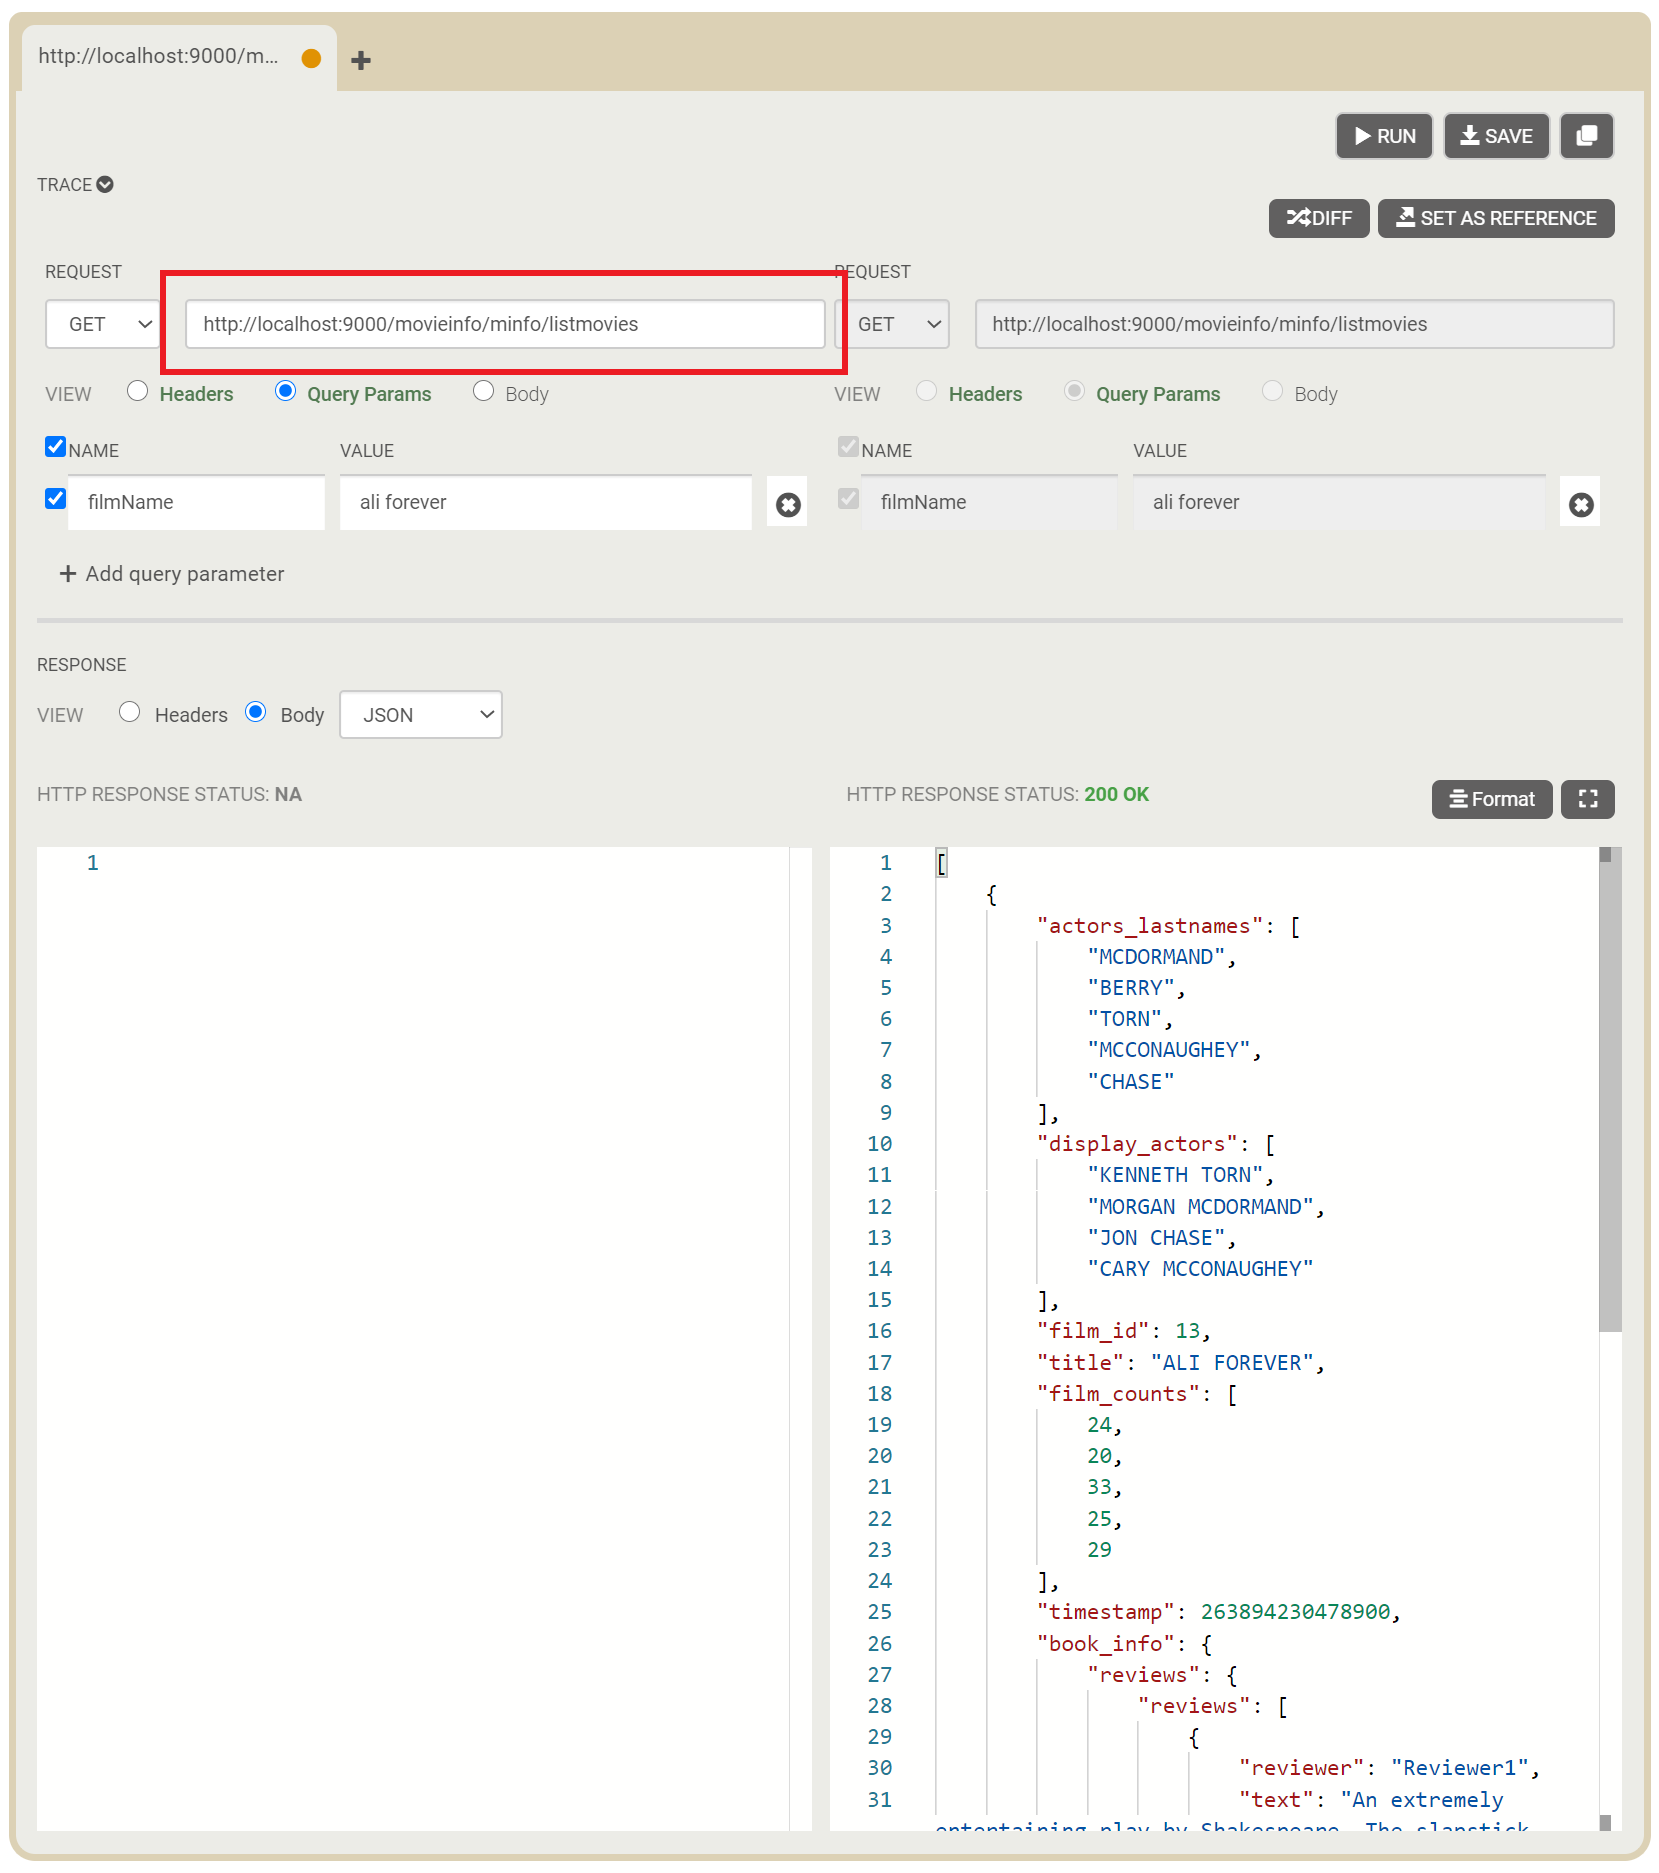 http://localhost:9000/m...
RUN SAVE
TRACE
DIFF SET AS REFERENCE
REQUEST REQUEST
GET http://localhost:9000/movieinfo/minfo/listmovies GET http://localhost:9000/movieinfo/minfo/listmovies
VIEW Headers Query Params Body VIEW Headers Query Params Body
NAME VALUE NAME VALUE
filmName ali forever filmName ali forever
+ Add query parameter
RESPONSE
VIEW Headers Body JSON
HTTP RESPONSE STATUS: NA HTTP RESPONSE STATUS: 200 OK Format
1 1 [
2 {
3 "actors_lastnames": [
4 "MCDORMAND",
5 "BERRY",
6 "TORN",
7 "MCCONAUGHEY",
8 "CHASE"
9 ],
10 "display_actors": [
11 "KENNETH TORN",
12 "MORGAN MCDORMAND",
13 "JON CHASE",
14 "CARY MCCONAUGHEY"
15 ],
16 "film_id": 13,
17 "title": "ALI FOREVER",
18 "film_counts": [
19 24,
20 20,
21 33,
22 25,
23 29
24 ],
25 "timestamp": 263894230478900,
26 "book_info": {
27 "reviews": {
28 "reviews": [
29 {
30 "reviewer": "Reviewer1",
31 "text": "An extremely
entertaining play by Shakespeare. The slapstick